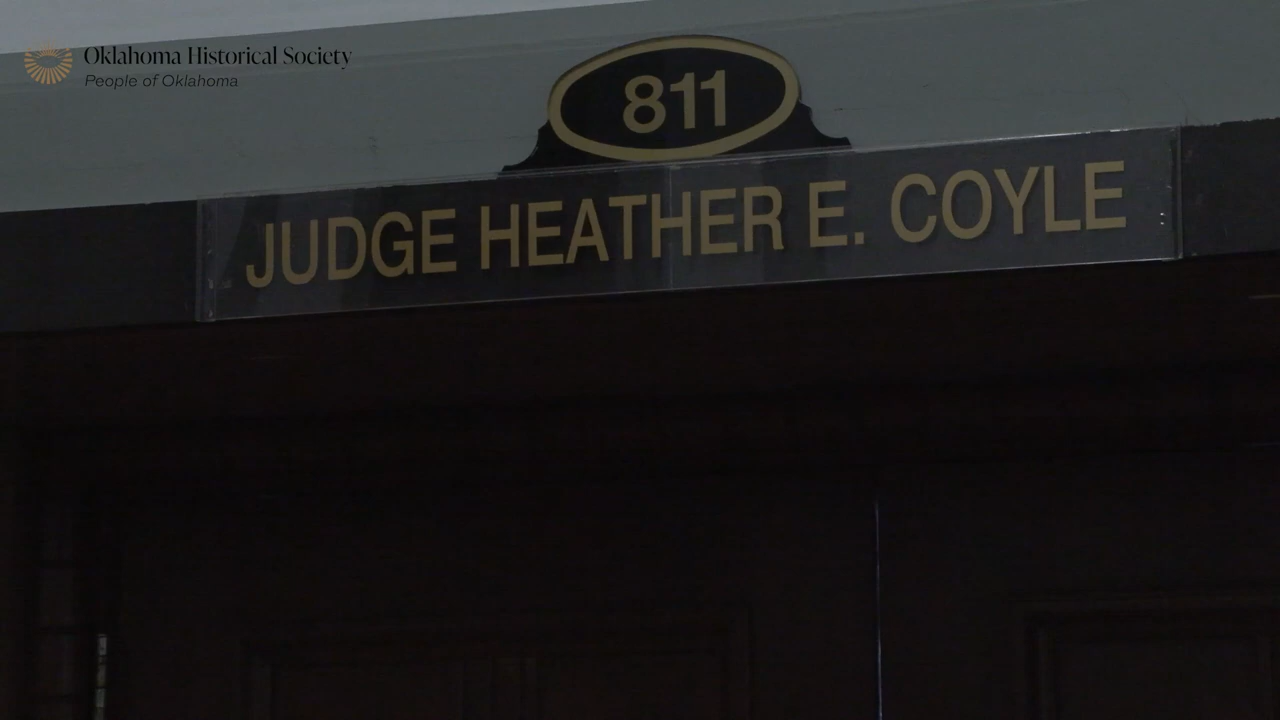 Oklahoma Historical Society
People of Oklahoma
811
JUDGE HEATHER E. COYLE